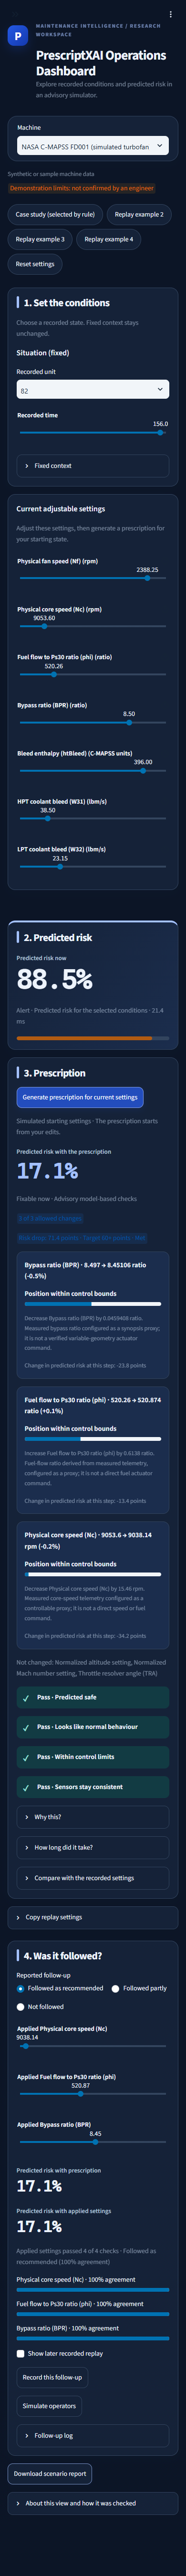 P
MAINTENANCE INTELLIGENCE / RESEARCH
WORKSPACE
PrescriptXAI Operations
Dashboard
Explore recorded conditions and predicted risk in
an advisory simulator.
Machine
NASA C-MAPSS FD001 (simulated turbofan
Synthetic or sample machine data
Demonstration limits: not confirmed by an engineer
Case study (selected by rule)
Replay example 2
Replay example 3
Replay example 4
Reset settings
1. Set the conditions
Choose a recorded state. Fixed context stays
unchanged.
Situation (fixed)
Recorded unit
82
Recorded time
156.0
Fixed context
Current adjustable settings
Adjust these settings, then generate a prescription for
your starting state.
Physical fan speed (Nf) (rpm)
2388.25
Physical core speed (Nc) (rpm)
9053.60
Fuel flow to Ps30 ratio (phi) (ratio)
520.26
Bypass ratio (BPR) (ratio)
8.50
Bleed enthalpy (htBleed) (C-MAPSS units)
396.00
HPT coolant bleed (W31) (lbm/s)
38.50
LPT coolant bleed (W32) (lbm/s)
23.15
2. Predicted risk
Predicted risk now
88.5%
Alert · Predicted risk for the selected conditions · 21.4
ms
3. Prescription
Generate prescription for current settings
Simulated starting settings · The prescription starts
from your edits.
Predicted risk with the prescription
17.1%
Fixable now · Advisory model-based checks
3 of 3 allowed changes
Bypass ratio (BPR) · 8.497 → 8.45106 ratio
(-0.5%)
Position within control bounds
Decrease Bypass ratio (BPR) by 0.0459408 ratio.
Measured bypass ratio configured as a synopsis proxy;
it is not a verified variable-geometry actuator
command.
Change in predicted risk at this step: -23.8 points
Fuel flow to Ps30 ratio (phi) · 520.26 → 520.874
ratio (+0.1%)
Position within control bounds
Increase Fuel flow to Ps30 ratio (phi) by 0.6138 ratio.
Fuel-flow ratio derived from measured telemetry,
configured as a proxy; it is not a direct fuel actuator
command.
Change in predicted risk at this step: -13.4 points
Physical core speed (Nc) · 9053.6 → 9038.14
rpm (-0.2%)
Position within control bounds
Decrease Physical core speed (Nc) by 15.46 rpm.
Measured core-speed telemetry configured as a
controllable proxy; it is not a direct speed or fuel
command.
Change in predicted risk at this step: -34.2 points
Not changed: Normalized altitude setting, Normalized
Mach number setting, Throttle resolver angle (TRA)
Pass · Predicted safe
Pass · Looks like normal behaviour
Pass · Within control limits
Pass · Sensors stay consistent
Why this?
How long did it take?
Compare with the recorded settings
Copy replay settings
4. Was it followed?
Reported follow-up
Followed as recommended
Followed partly
Not followed
Applied Physical core speed (Nc)
9038.14
Applied Fuel flow to Ps30 ratio (phi)
520.87
Applied Bypass ratio (BPR)
8.45
Predicted risk with prescription
17.1%
Predicted risk with applied settings
17.1%
Applied settings passed 4 of 4 checks · Followed as
recommended (100% agreement)
Physical core speed (Nc) · 100% agreement
Fuel flow to Ps30 ratio (phi) · 100% agreement
Bypass ratio (BPR) · 100% agreement
Show later recorded replay
Record this follow-up
Simulate operators
Follow-up log
Download scenario report
About this view and how it was checked